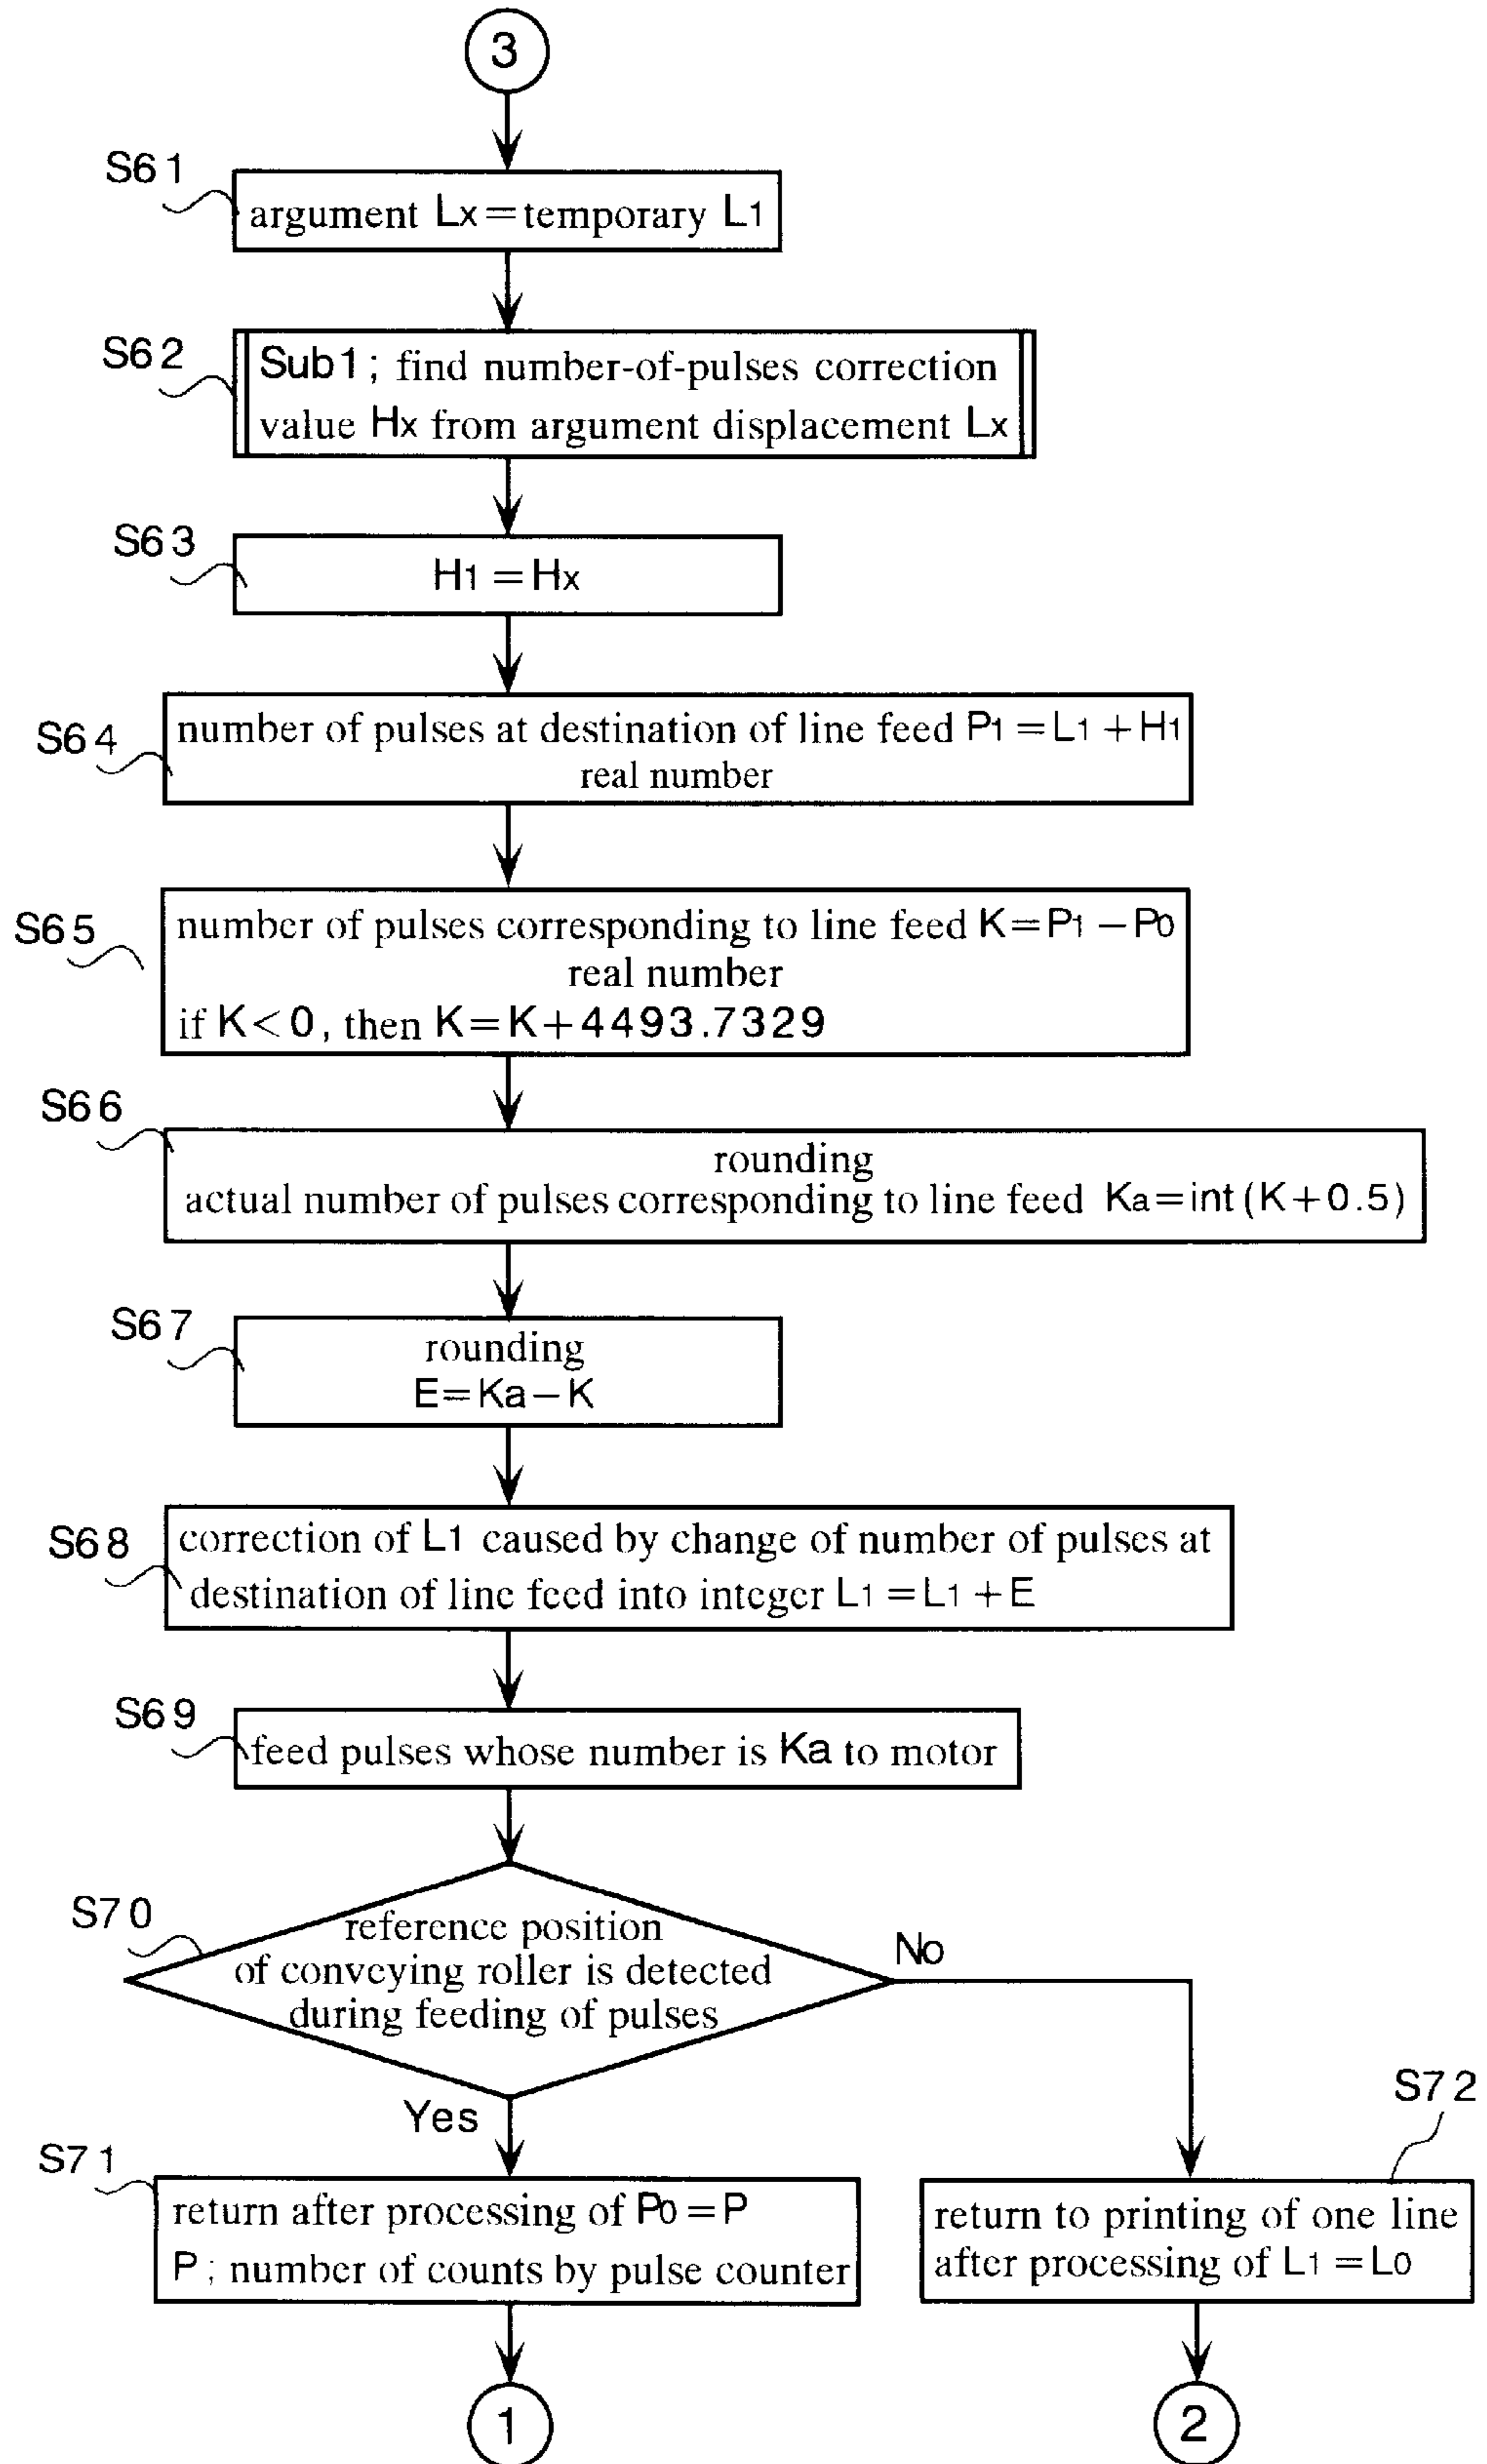 3
S61
argument Lx=temporary L1
S62
Sub1; find number-of-pulses correction
value Hx from argument displacement Lx
S63
H1=Hx
S64
number of pulses at destination of line feed P1=L1+H1
real number
S65
number of pulses corresponding to line feed K=P1−P0
real number
if K<0, then K=K+4493.7329
S66
rounding
actual number of pulses corresponding to line feed Ka=int(K+0.5)
S67
rounding
E=Ka−K
S68
correction of L1 caused by change of number of pulses at
destination of line feed into integer L1=L1+E
S69
feed pulses whose number is Ka to motor
S70
reference position
of conveying roller is detected
during feeding of pulses
No
Yes
S71
return after processing of P0=P
P; number of counts by pulse counter
S72
return to printing of one line
after processing of L1=L0
1
2